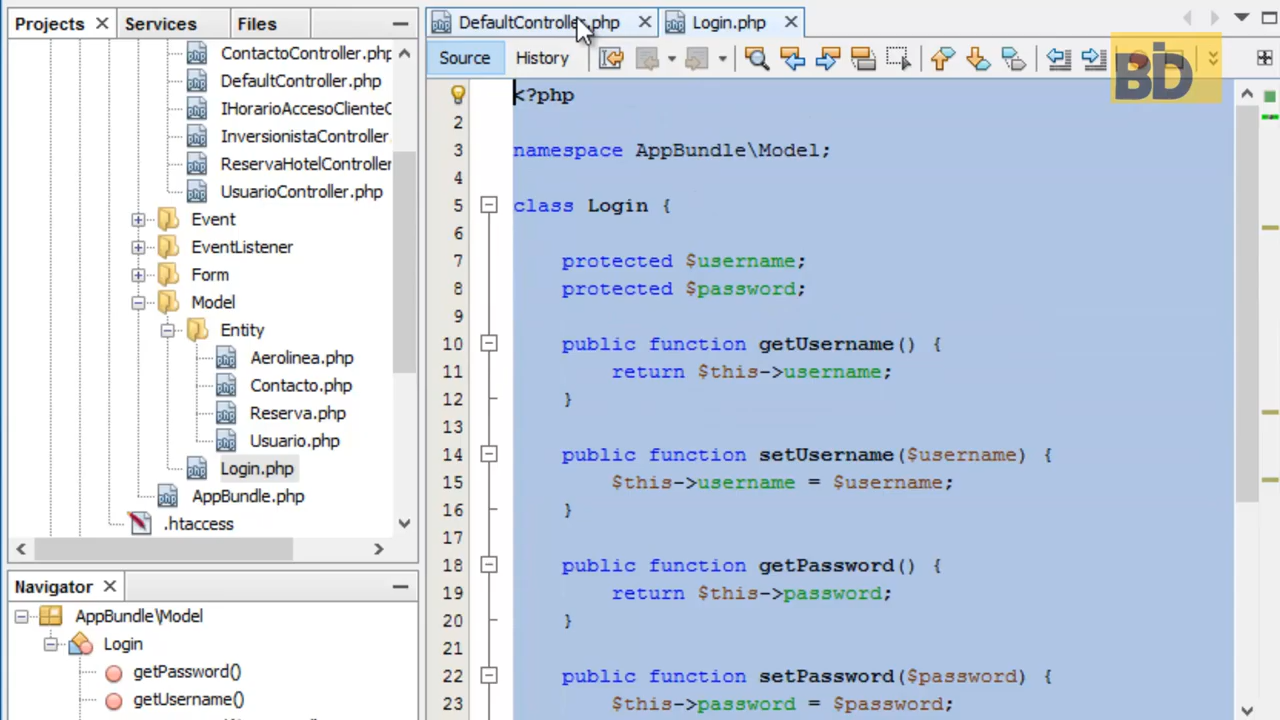 Projects
Services
Files
ContactoController.php
DefaultController.php
IHorarioAccesoClienteC
InversionistaController
ReservaHotelController
UsuarioController.php
Event
EventListener
Form
Model
Entity
Aerolinea.php
Contacto.php
Reserva.php
Usuario.php
Login.php
AppBundle.php
.htaccess
Navigator
AppBundle\Model
Login
getPassword()
getUsername()
DefaultController.php
Login.php
Source
History
BD
<?php
2
3 namespace AppBundle\Model;
4
5 class Login {
6
7 protected $username;
8 protected $password;
9
10 public function getUsername() {
11 return $this->username;
12 }
13
14 public function setUsername($username) {
15 $this->username = $username;
16 }
17
18 public function getPassword() {
19 return $this->password;
20 }
21
22 public function setPassword($password) {
23 $this->password = $password;